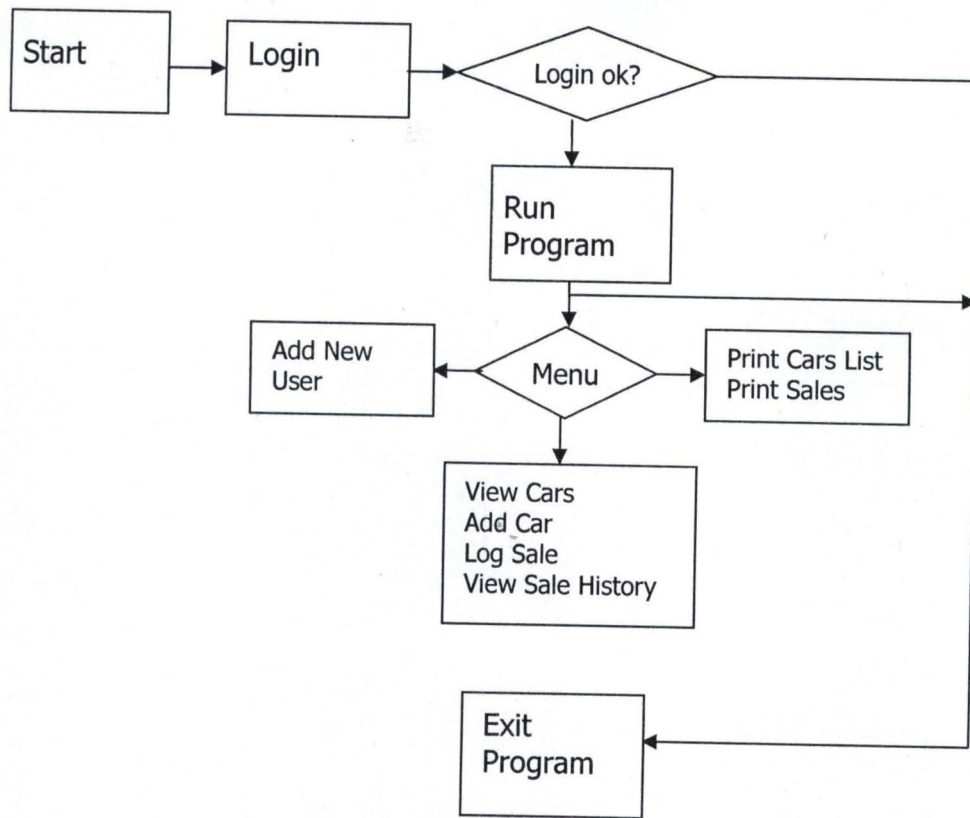 Start
Login
Login ok?
Run
Program
Add New
User
Menu
Print Cars List
Print Sales
View Cars
Add Car
Log Sale
View Sale History
Exit
Program